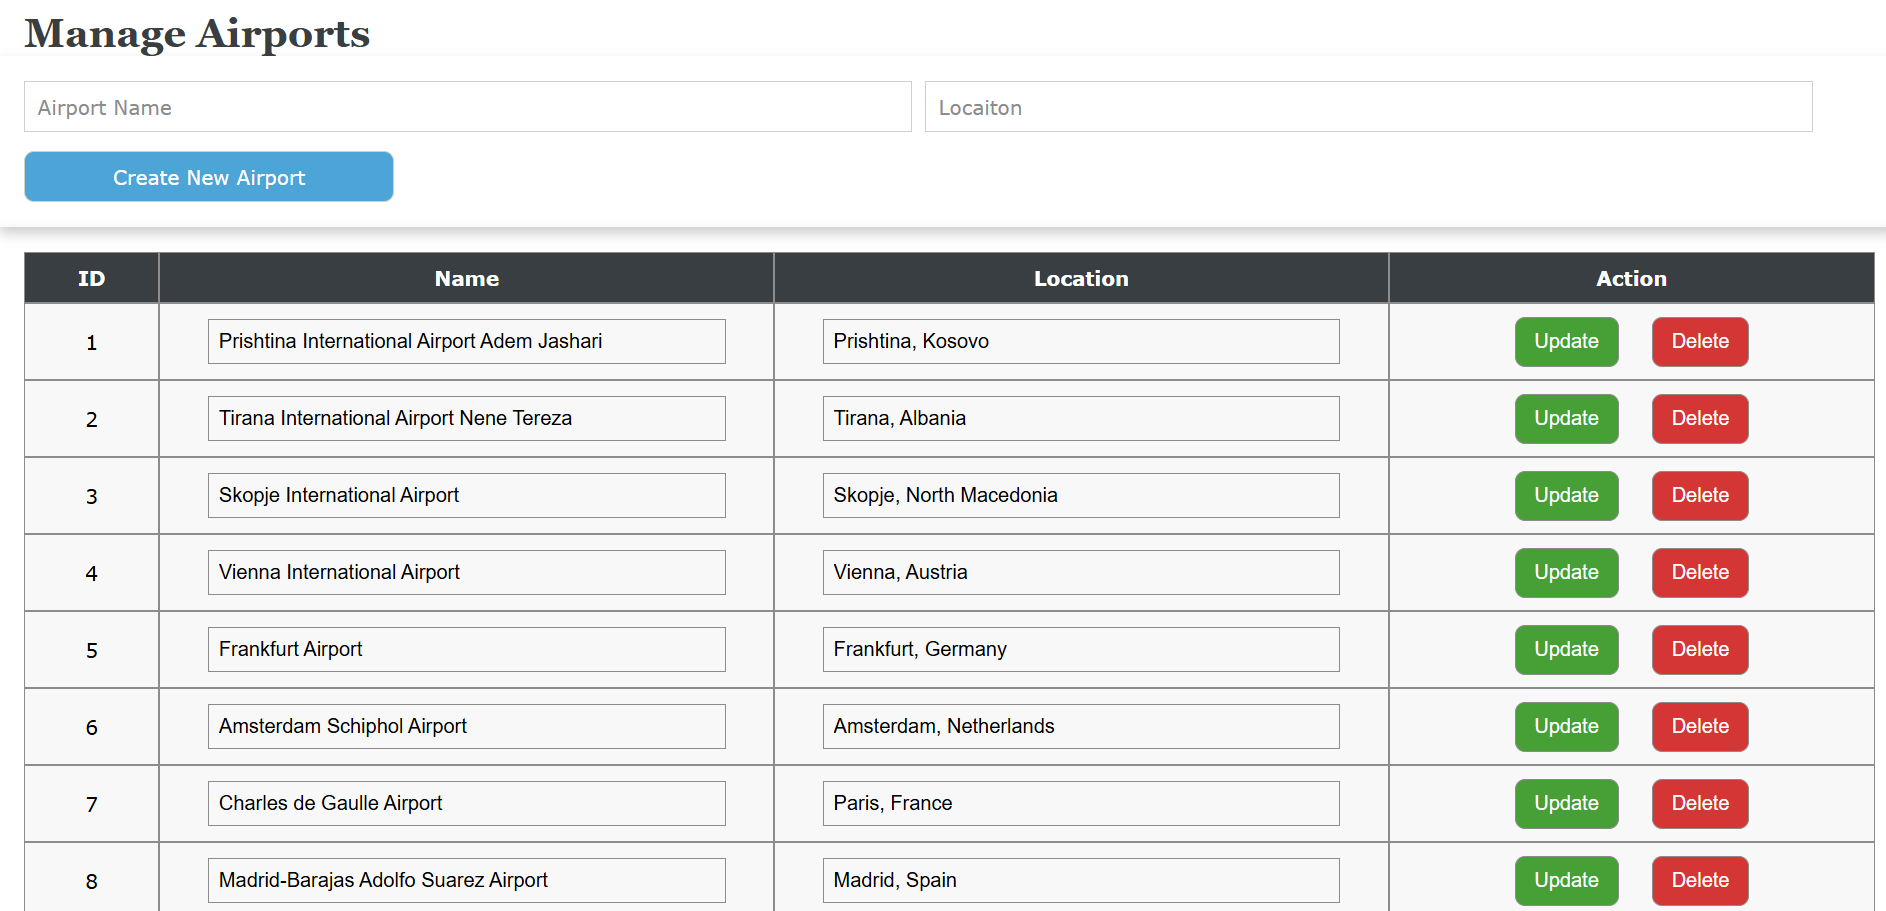 Manage Airports
Airport Name Locaiton
Create New Airport
ID Name Location Action
1 Prishtina International Airport Adem Jashari Prishtina, Kosovo Update Delete
2 Tirana International Airport Nene Tereza Tirana, Albania Update Delete
3 Skopje International Airport Skopje, North Macedonia Update Delete
4 Vienna International Airport Vienna, Austria Update Delete
5 Frankfurt Airport Frankfurt, Germany Update Delete
6 Amsterdam Schiphol Airport Amsterdam, Netherlands Update Delete
7 Charles de Gaulle Airport Paris, France Update Delete
8 Madrid-Barajas Adolfo Suarez Airport Madrid, Spain Update Delete